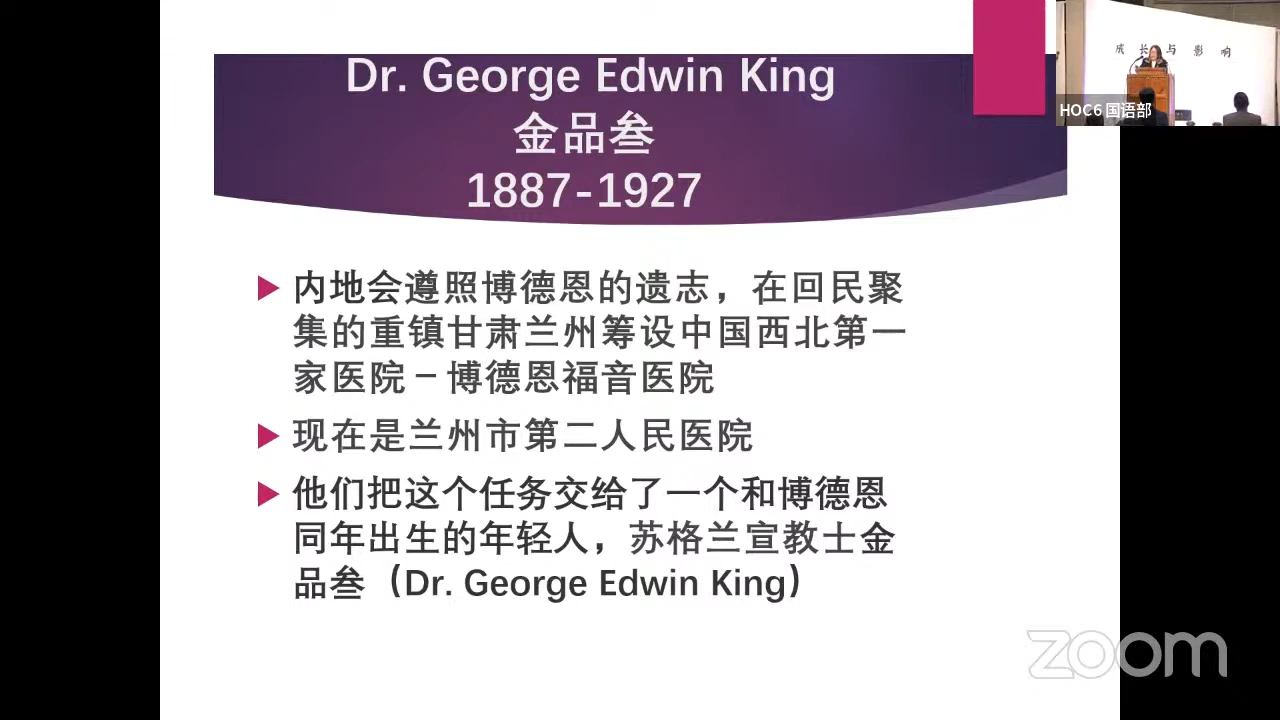 Dr. George Edwin King
金品叁
1887-1927
内地会遵照博德恩的遗志，在回民聚
集的重镇甘肃兰州筹设中国西北第一
家医院－博德恩福音医院
现在是兰州市第二人民医院
他们把这个任务交给了一个和博德恩
同年出生的年轻人，苏格兰宣教士金
品叁（Dr. George Edwin King）
成长与影响
HOC6 国语部
zoom